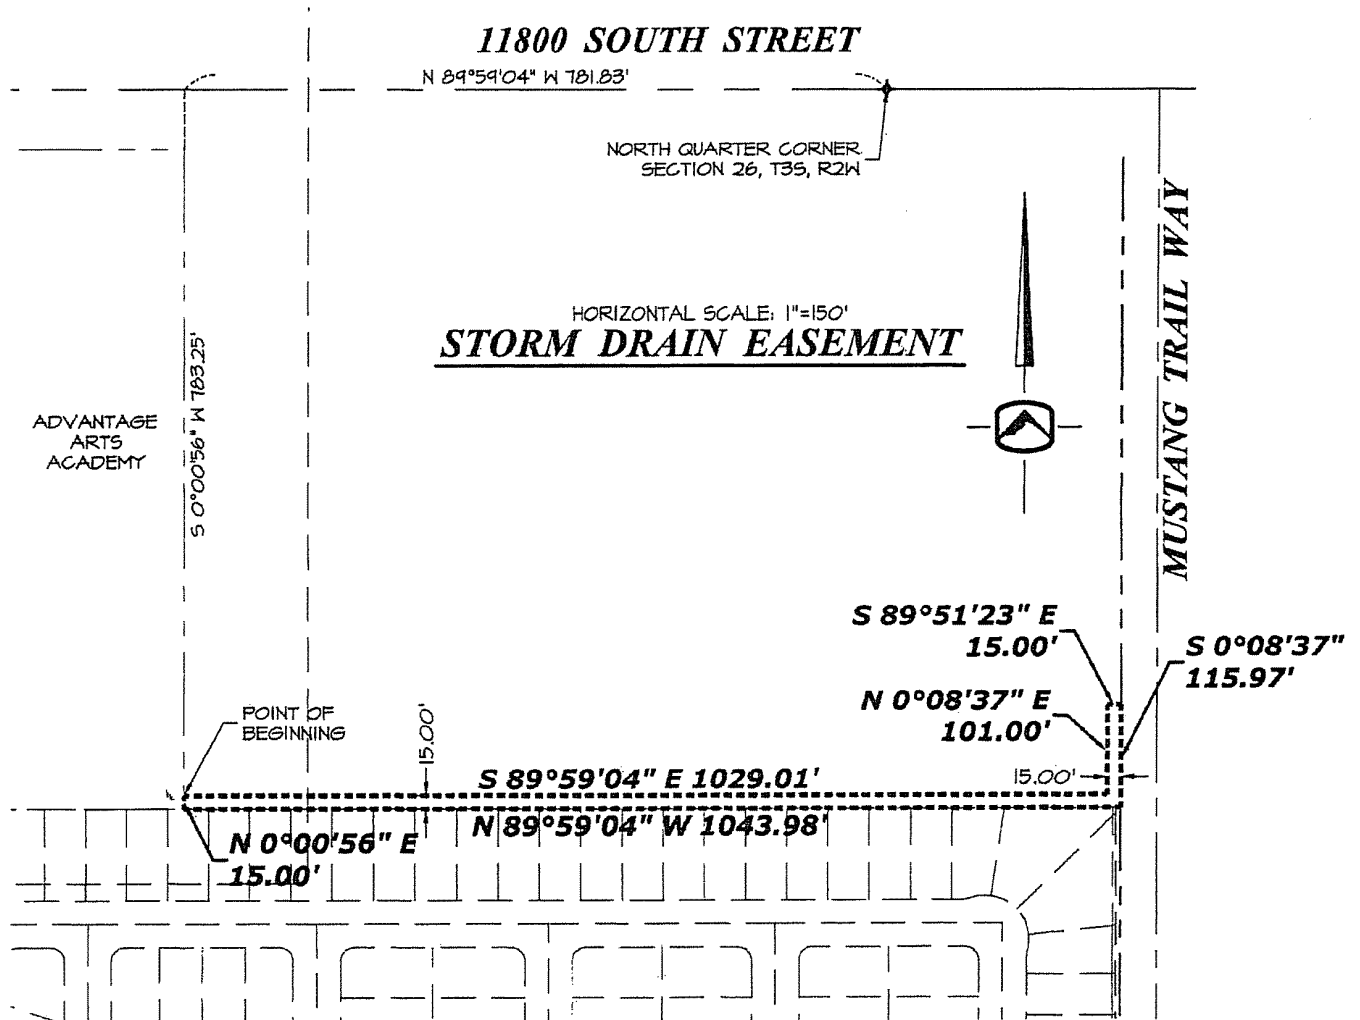 11800 SOUTH STREET
N 89°59'04" W 781.83'
NORTH QUARTER CORNER
SECTION 26, T3S, R2W
MUSTANG TRAIL WAY
HORIZONTAL SCALE: 1"=150'
STORM DRAIN EASEMENT
S 0°00'56" W 783.25'
ADVANTAGE
ARTS
ACADEMY
S 89°51'23" E
15.00'
S 0°08'37"
115.97'
N 0°08'37" E
101.00'
POINT OF
BEGINNING
15.00'
15.00'
S 89°59'04" E 1029.01'
N 89°59'04" W 1043.98'
N 0°00'56" E
15.00'